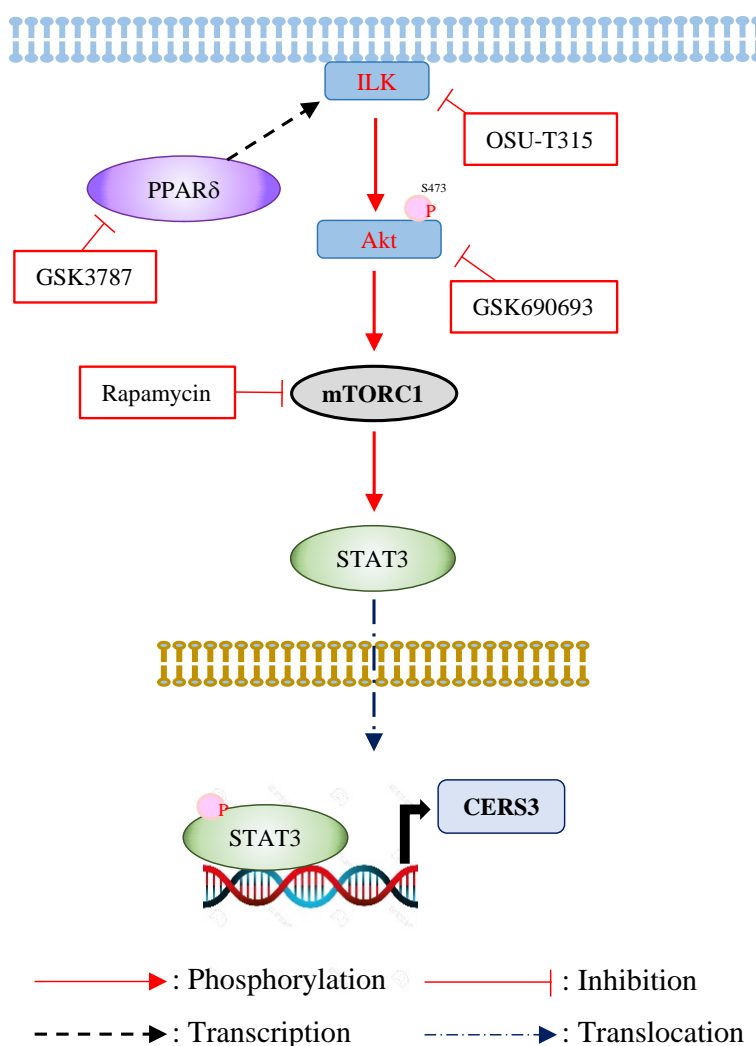 ILK
OSU-T315
PPARδ
S473
P
Akt
GSK3787
GSK690693
Rapamycin
mTORC1
STAT3
P
STAT3
CERS3
: Phosphorylation
: Inhibition
: Transcription
: Translocation